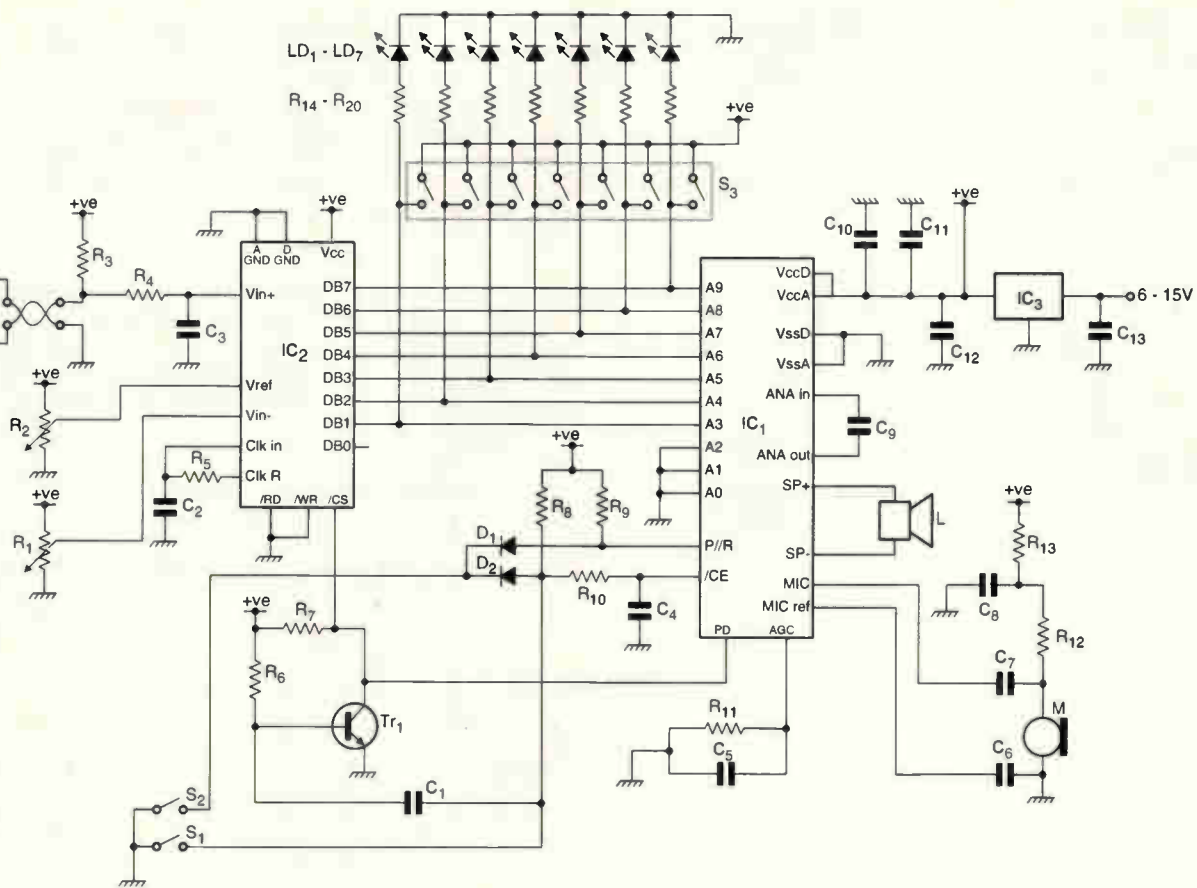 LD1 - LD7
R14 - R20
+ve
S3
+ve
R3
R4
C3
+ve
R2
+ve
R1
A GND
D GND
+ve
Vcc
Vin+
IC2
Vref
Vin-
Clk in
Clk R
R5
C2
/RD
/WR
/CS
DB7
DB6
DB5
DB4
DB3
DB2
DB1
DB0
A9
A8
A7
A6
A5
A4
A3
A2
A1
A0
IC1
P//R
/CE
PD
AGC
VccD
VccA
VssD
VssA
ANA in
ANA out
SP+
SP-
MIC
MIC ref
C10
C11
+ve
C12
IC3
C13
6 - 15V
C9
L
+ve
R13
C8
R12
C7
M
C6
+ve
R8
R9
D1
D2
R10
C4
+ve
R7
R6
Tr1
C1
R11
C5
S2
S1